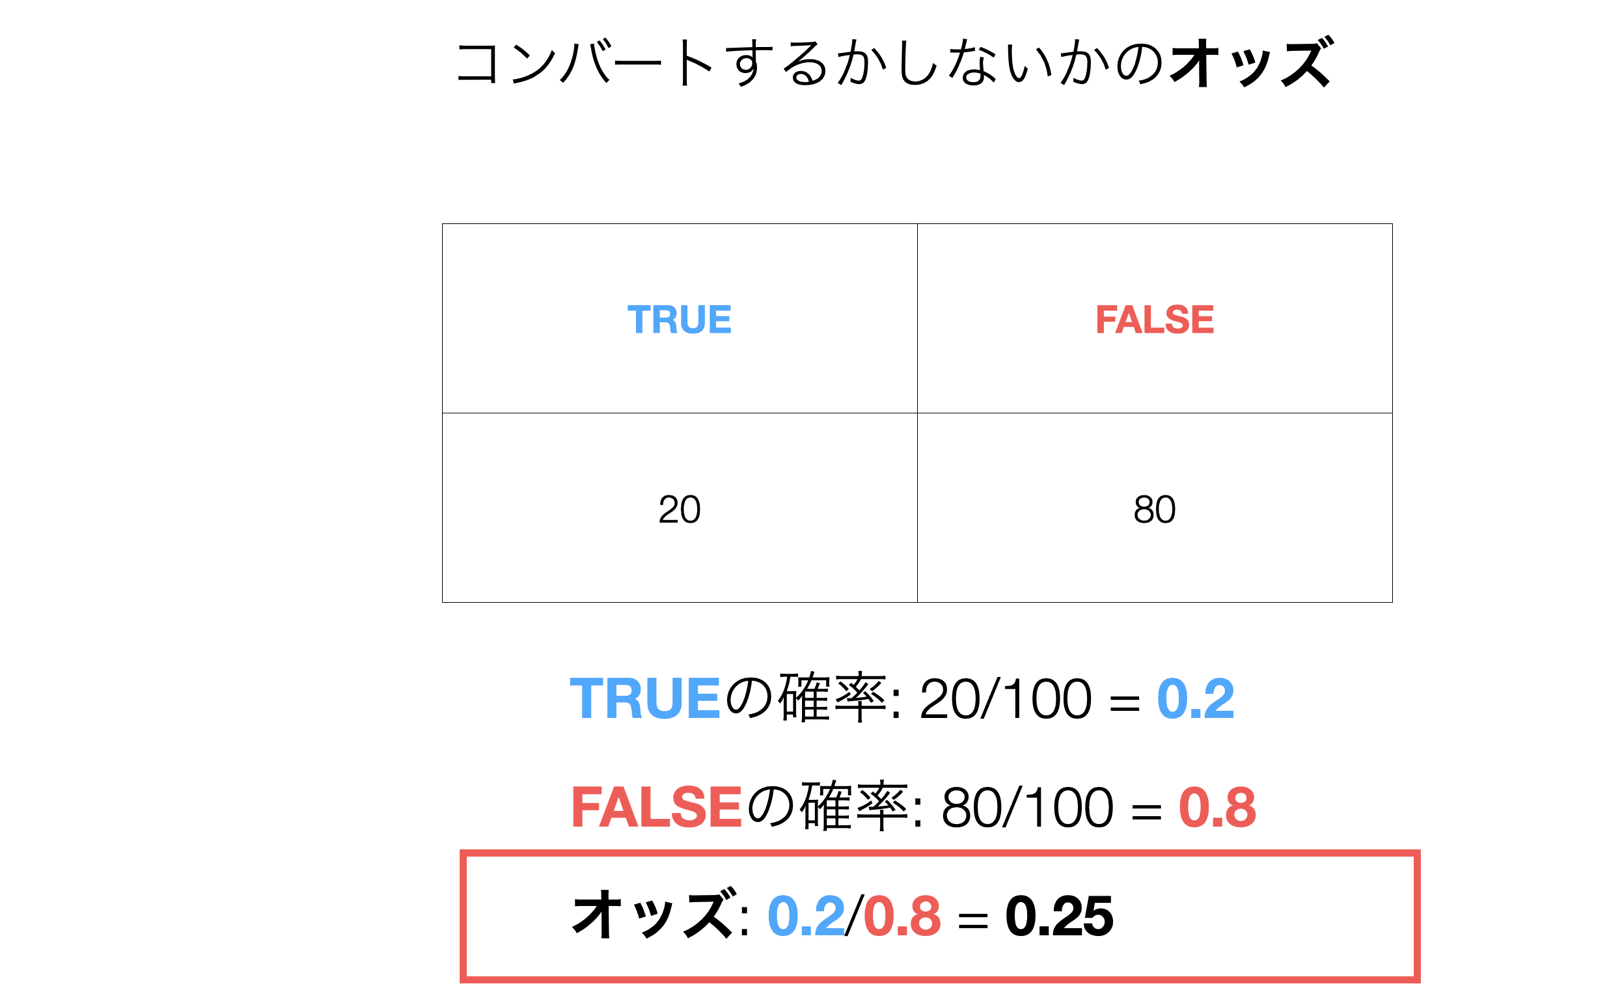 コンバートするかしないかのオッズ
TRUE FALSE
20 80
TRUEの確率: 20/100 = 0.2
FALSEの確率: 80/100 = 0.8
オッズ: 0.2/0.8 = 0.25